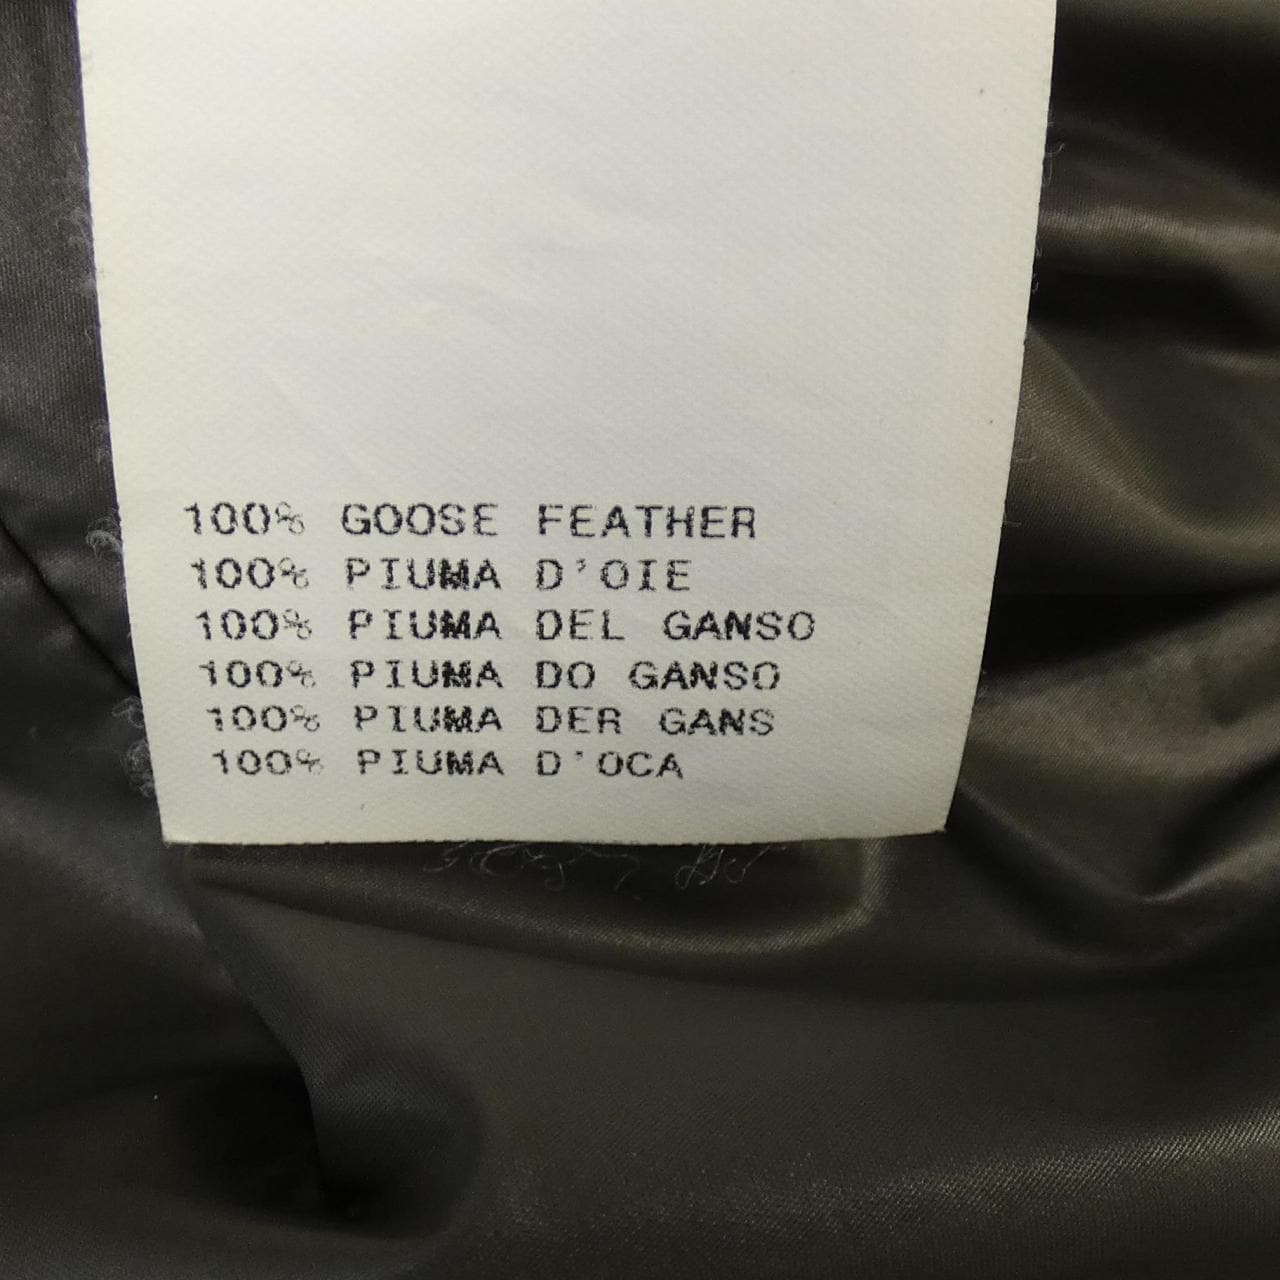 100% GOOSE FEATHER
100% PIUMA D'OIE
100% PIUMA DEL GANSO
100% PIUMA DO GANSO
100% PIUMA DER GANS
100% PIUMA D'OCA